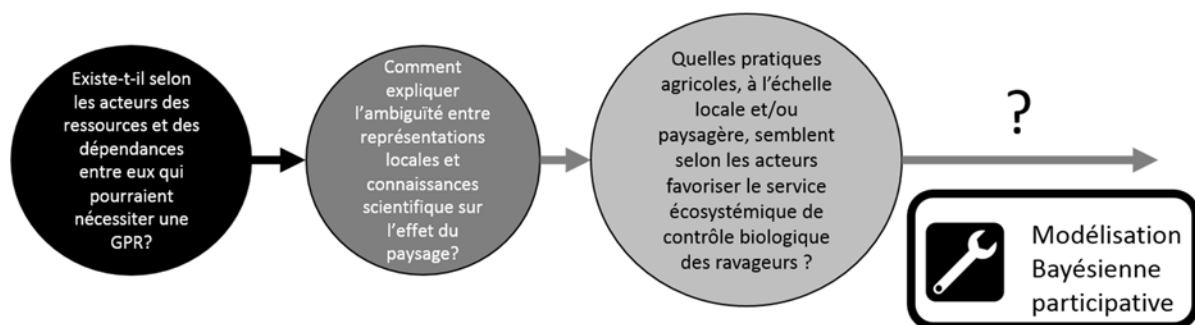 Existe-t-il selon
les acteurs des
ressources et des
dépendances
entre eux qui
pourraient
nécessiter une
GPR?
Comment
expliquer
l'ambiguïté entre
représentations
locales et
connaissances
scientifique sur
l'effet du
paysage?
Quelles pratiques
agricoles, à l'échelle
locale et/ou
paysagère, semblent
selon les acteurs
favoriser le service
écosystémique de
contrôle biologique
des ravageurs ?
?
Modélisation
Bayésienne
participative